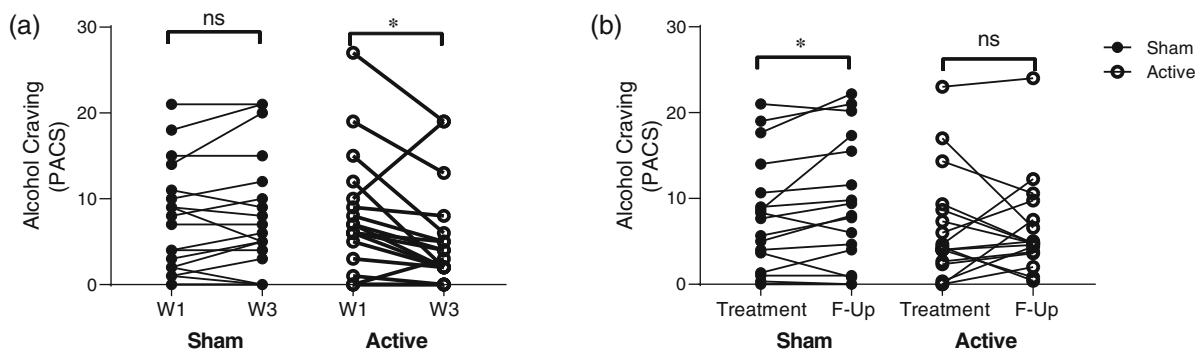 (a)
Alcohol Craving
(PACS)
30
20
10
0
ns
*
W1
W3
W1
W3
Sham
Active
(b)
Alcohol Craving
(PACS)
30
20
10
0
*
ns
Treatment
F-Up
Treatment
F-Up
Sham
Active
Sham
Active